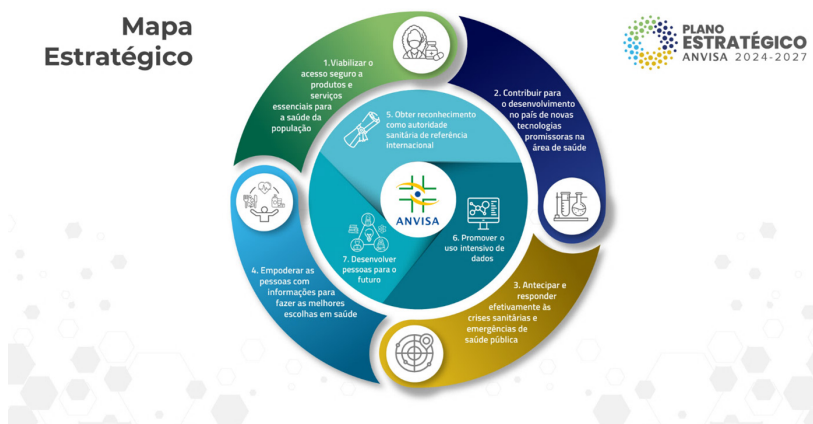 Mapa
Estratégico
PLANO
ESTRATÉGICO
ANVISA 2024-2027
1.Viabilizar o
acesso seguro a
produtos e
serviços
essenciais para
a saúde da
população
2. Contribuir para
o desenvolvimento
no país de novas
tecnologias
promissoras na
área de saúde
3. Antecipar e
responder
efetivamente às
crises sanitárias e
emergências de
saúde pública
4. Empoderar as
pessoas com
informações para
fazer as melhores
escolhas em saúde
5. Obter reconhecimento
como autoridade
sanitária de referência
internacional
6. Promover o
uso intensivo de
dados
7. Desenvolver
pessoas para o
futuro
ANVISA